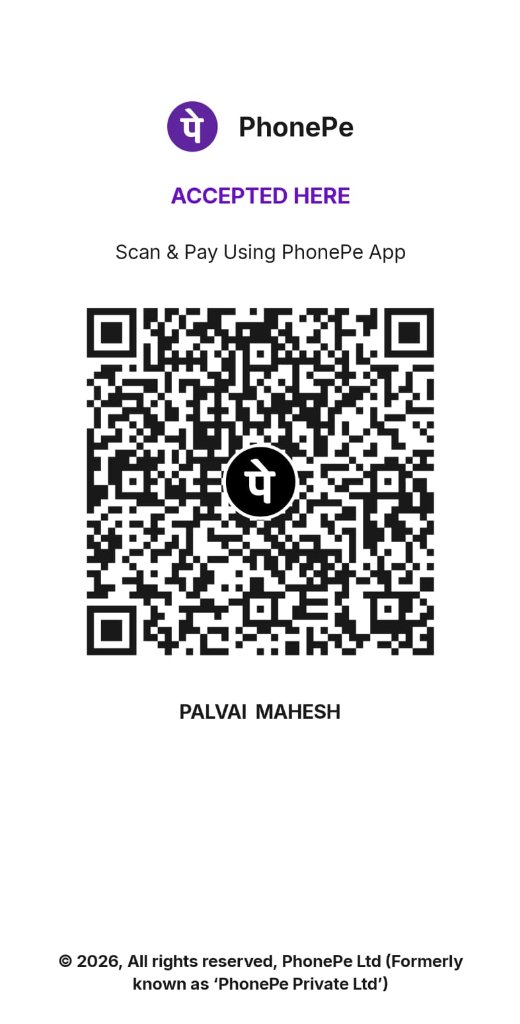 पे PhonePe
ACCEPTED HERE
Scan & Pay Using PhonePe App
पे
PALVAI MAHESH
© 2026, All rights reserved, PhonePe Ltd (Formerly
known as ‘PhonePe Private Ltd’)